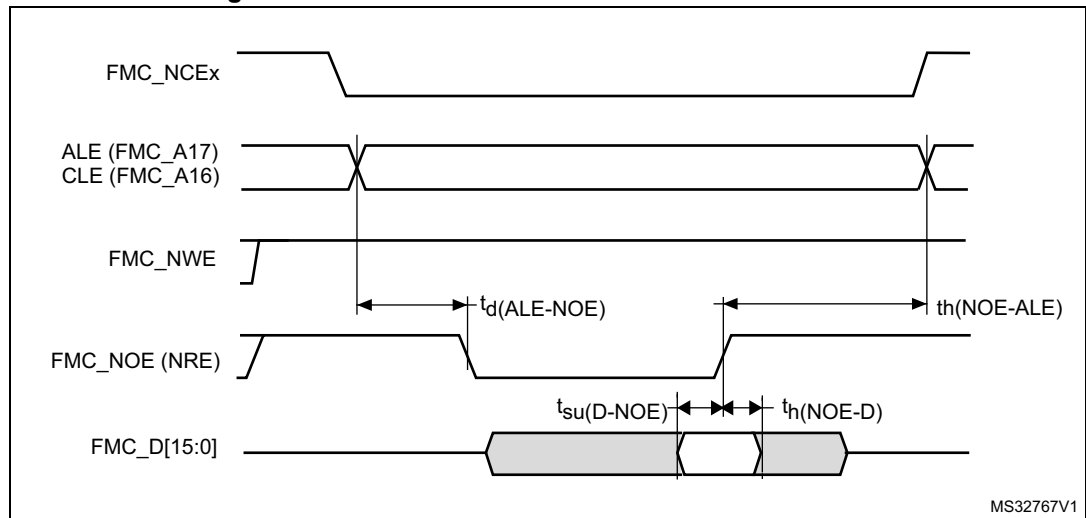 FMC_NCEx
ALE (FMC_A17)
CLE (FMC_A16)
FMC_NWE
td(ALE-NOE)
th(NOE-ALE)
FMC_NOE (NRE)
tsu(D-NOE)
th(NOE-D)
FMC_D[15:0]
MS32767V1